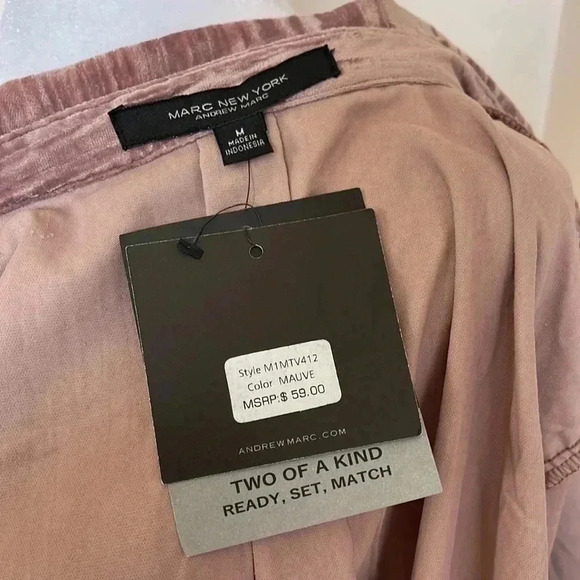 MARC NEW YORK
ANDREW MARC
M
MADE IN
INDONESIA
Style M1MTV412
Color MAUVE
MSRP:$ 59.00
ANDREWMARC.COM
TWO OF A KIND
READY, SET, MATCH